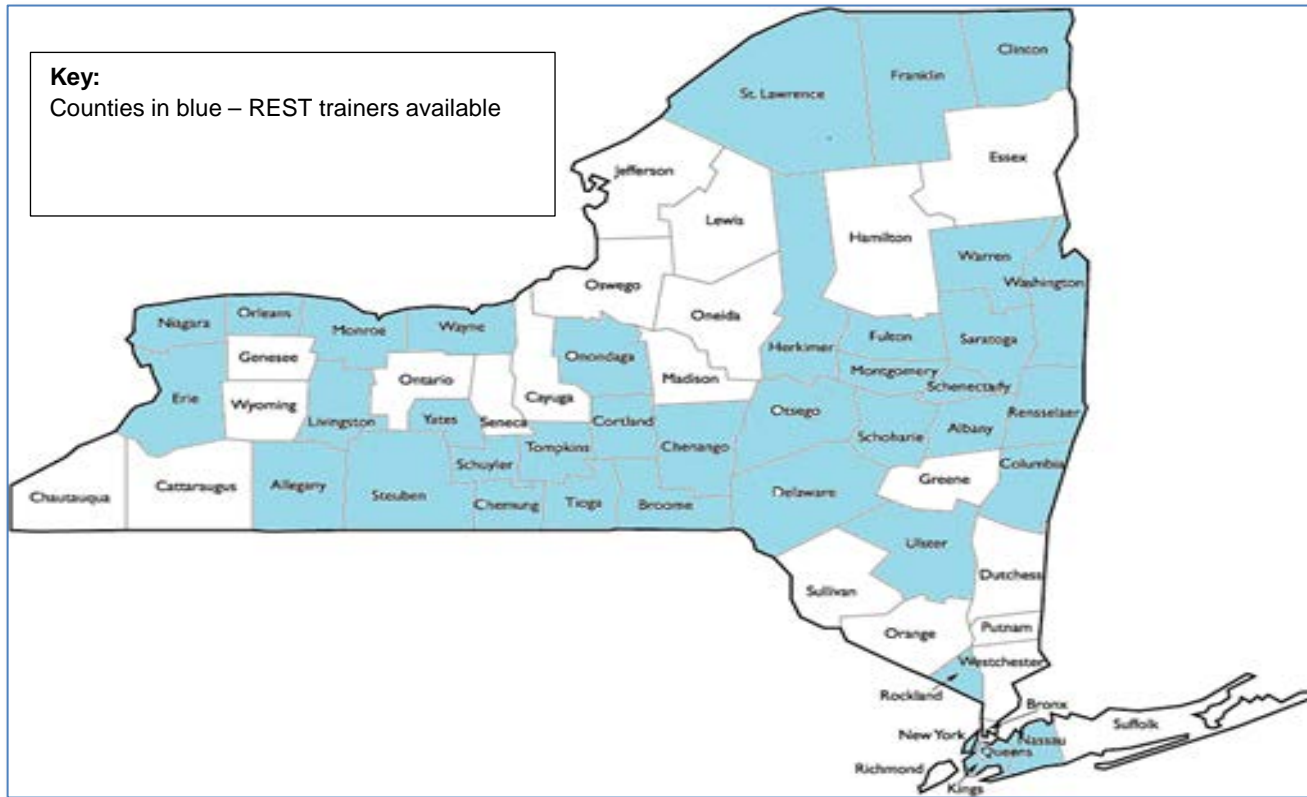 Key:
Counties in blue – REST trainers available
Clinton
Franklin
St. Lawrence
Essex
Jefferson
Lewis
Hamilton
Warren
Washington
Oswego
Oneida
Niagara
Orleans
Monroe
Wayne
Onondaga
Herkimer
Fulton
Saratoga
Genesee
Ontario
Madison
Montgomery
Schenectady
Erie
Wyoming
Livingston
Yates
Seneca
Cayuga
Cortland
Otsego
Schoharie
Albany
Rensselaer
Schuyler
Tompkins
Chenango
Columbia
Chautauqua
Cattaraugus
Allegany
Steuben
Chemung
Tioga
Broome
Delaware
Greene
Ulster
Sullivan
Dutchess
Orange
Putnam
Westchester
Rockland
Bronx
New York
Nassau
Suffolk
Queens
Richmond
Kings